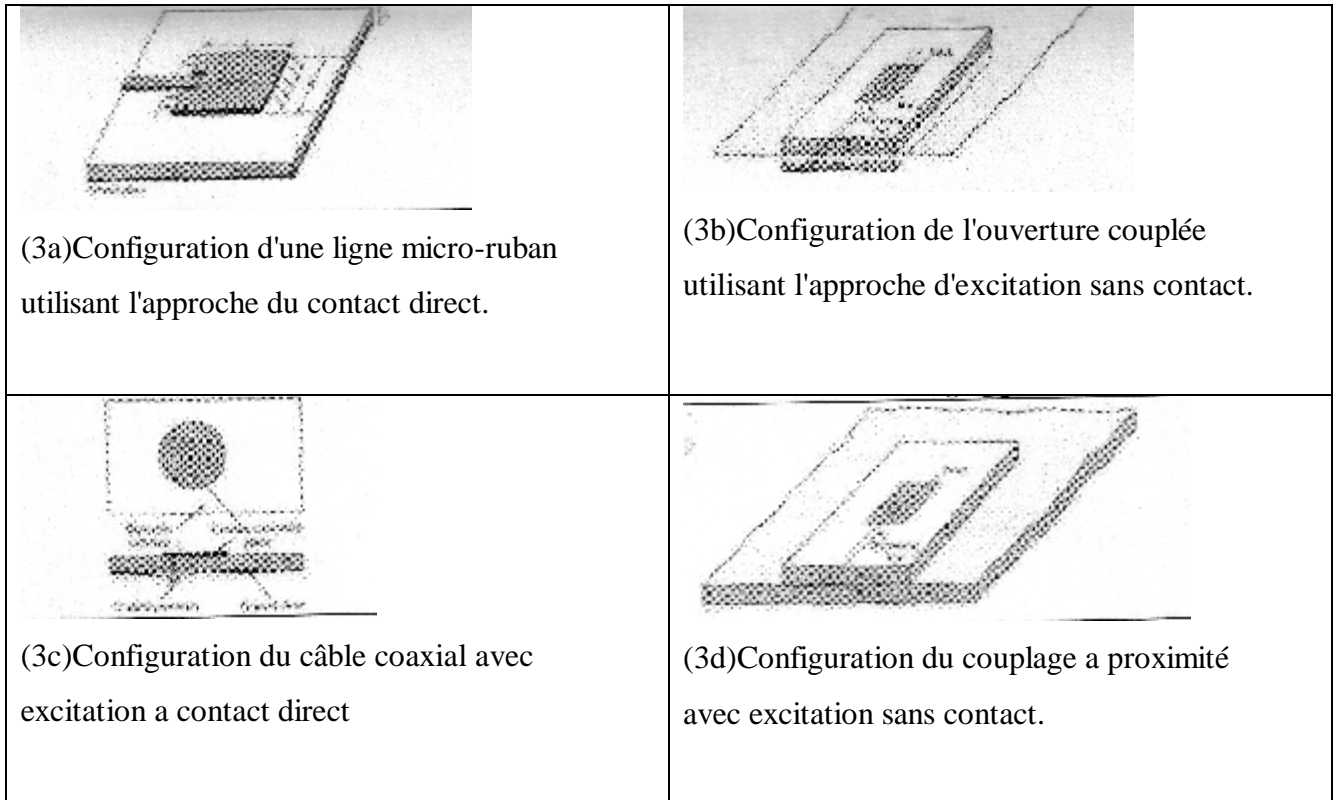 (3a)Configuration d'une ligne micro-ruban
utilisant l'approche du contact direct.
(3b)Configuration de l'ouverture couplée
utilisant l'approche d'excitation sans contact.
(3c)Configuration du câble coaxial avec
excitation a contact direct
(3d)Configuration du couplage a proximité
avec excitation sans contact.